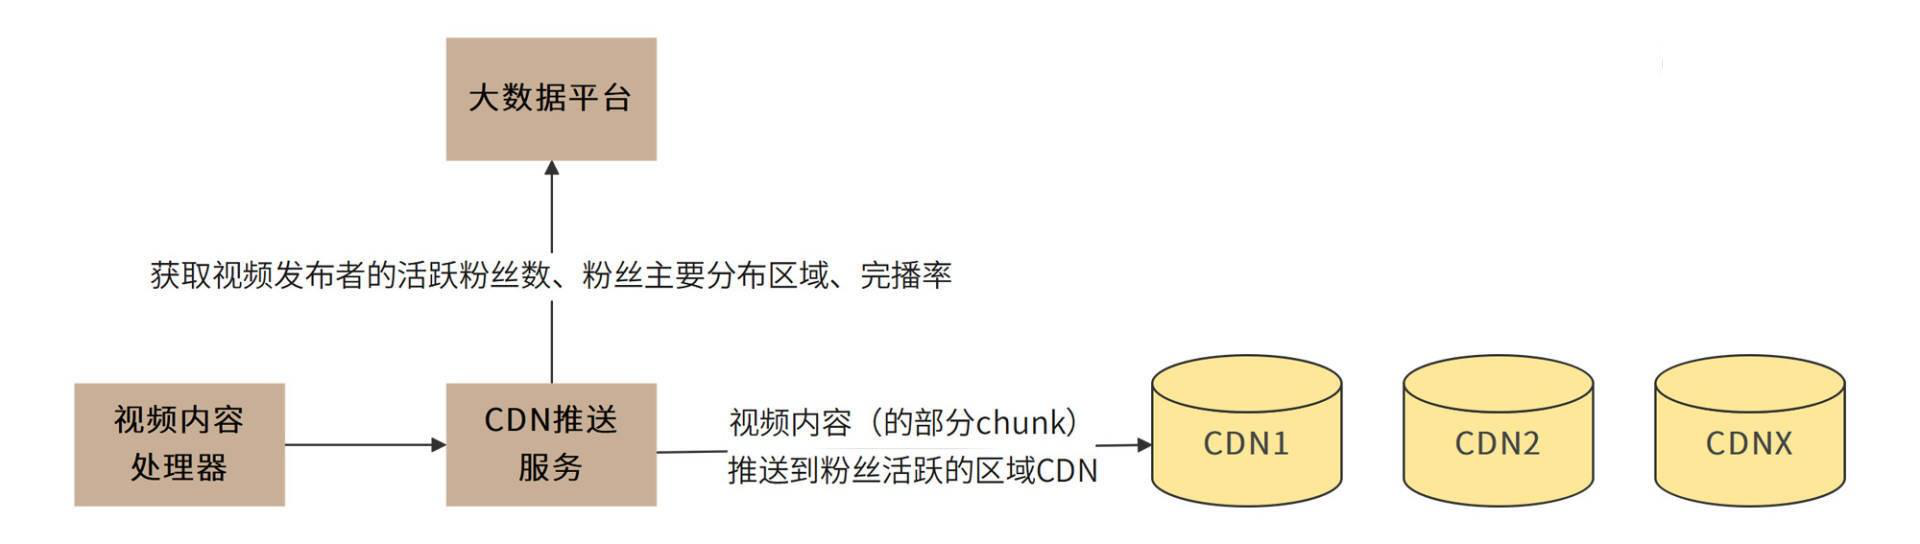 大数据平台
获取视频发布者的活跃粉丝数、粉丝主要分布区域、完播率
视频内容
处理器
CDN推送
服务
视频内容（的部分chunk）
推送到粉丝活跃的区域CDN
CDN1
CDN2
CDNX